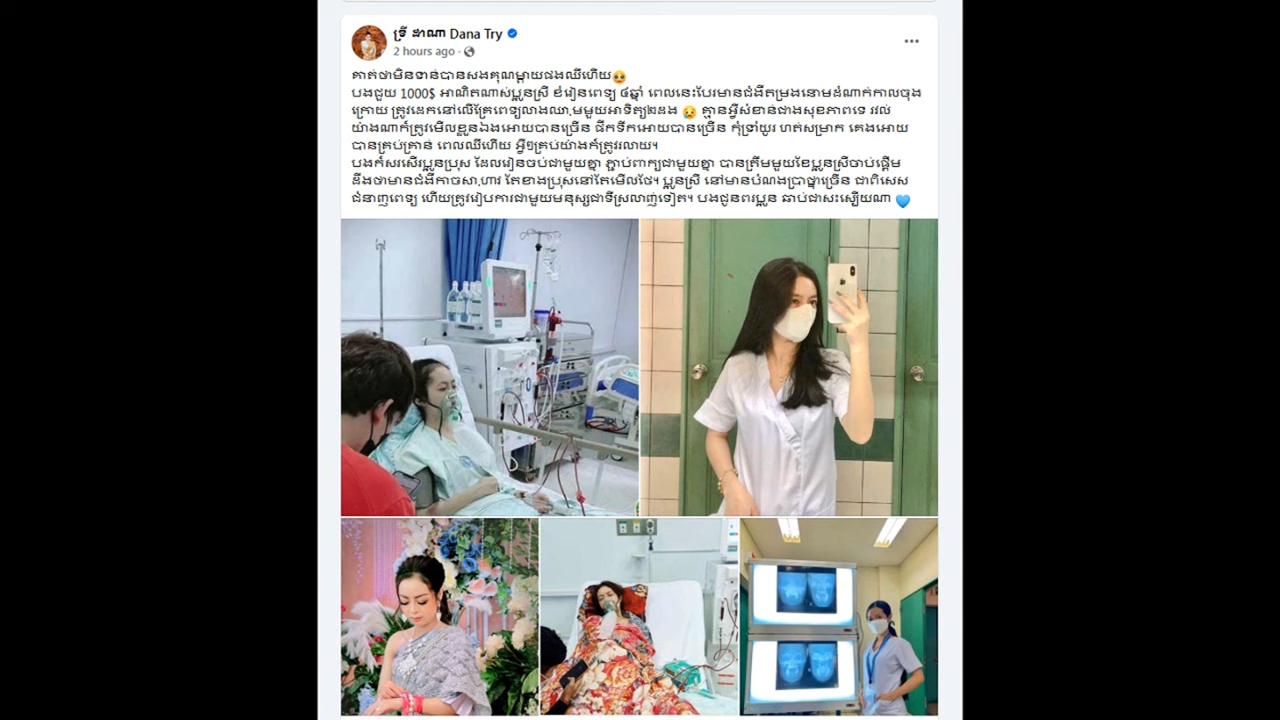 ទ្រី ដាណា Dana Try
2 hours ago
គាត់ថាមិនទាន់បានសងគុណម្ដាយផងឈឺហើយ🥹
បងជួយ 1000$ អាណិតណាស់ប្អូនស្រី ខំរៀនពេទ្យ ៤ឆ្នាំ ពេលនេះបែរមានជំងឺតម្រងនោមដំណាក់កាលចុង
ក្រោយ ត្រូវដេកនៅលើគ្រែពេទ្យលាងឈា.មមួយអាទិត្យ២ដង 😥 គ្មានអ្វីសំខាន់ជាងសុខភាពទេ រវល់
យ៉ាងណាក៏ត្រូវមើលខ្លួនឯងអោយបានច្រើន ផឹកទឹកអោយបានច្រើន កុំទ្រាំយូរ ហត់សម្រាក គេងអោយ
បានគ្រប់គ្រាន់ ពេលឈឺហើយ អ្វីៗគ្រប់យ៉ាងក៏ត្រូវរលាយ។
បងកំសរសើរប្អូនប្រុស ដែលរៀនចប់ជាមួយគ្នា ភ្ជាប់ពាក្យជាមួយគ្នា បានត្រឹមមួយខែប្អូនស្រីចាប់ផ្ដើម
ដឹងថាមានជំងឺកាចសា.ហាវ តែខាងប្រុសនៅតែមើលថែ។ ប្អូនស្រី នៅមានបំណងប្រាថ្នាច្រើន ជាពិសេស
ជំនាញពេទ្យ ហើយត្រូវរៀបការជាមួយមនុស្សជាទីស្រលាញ់ទៀត។ បងជូនពរប្អូន ឆាប់ជាសះស្បើយណា 💙